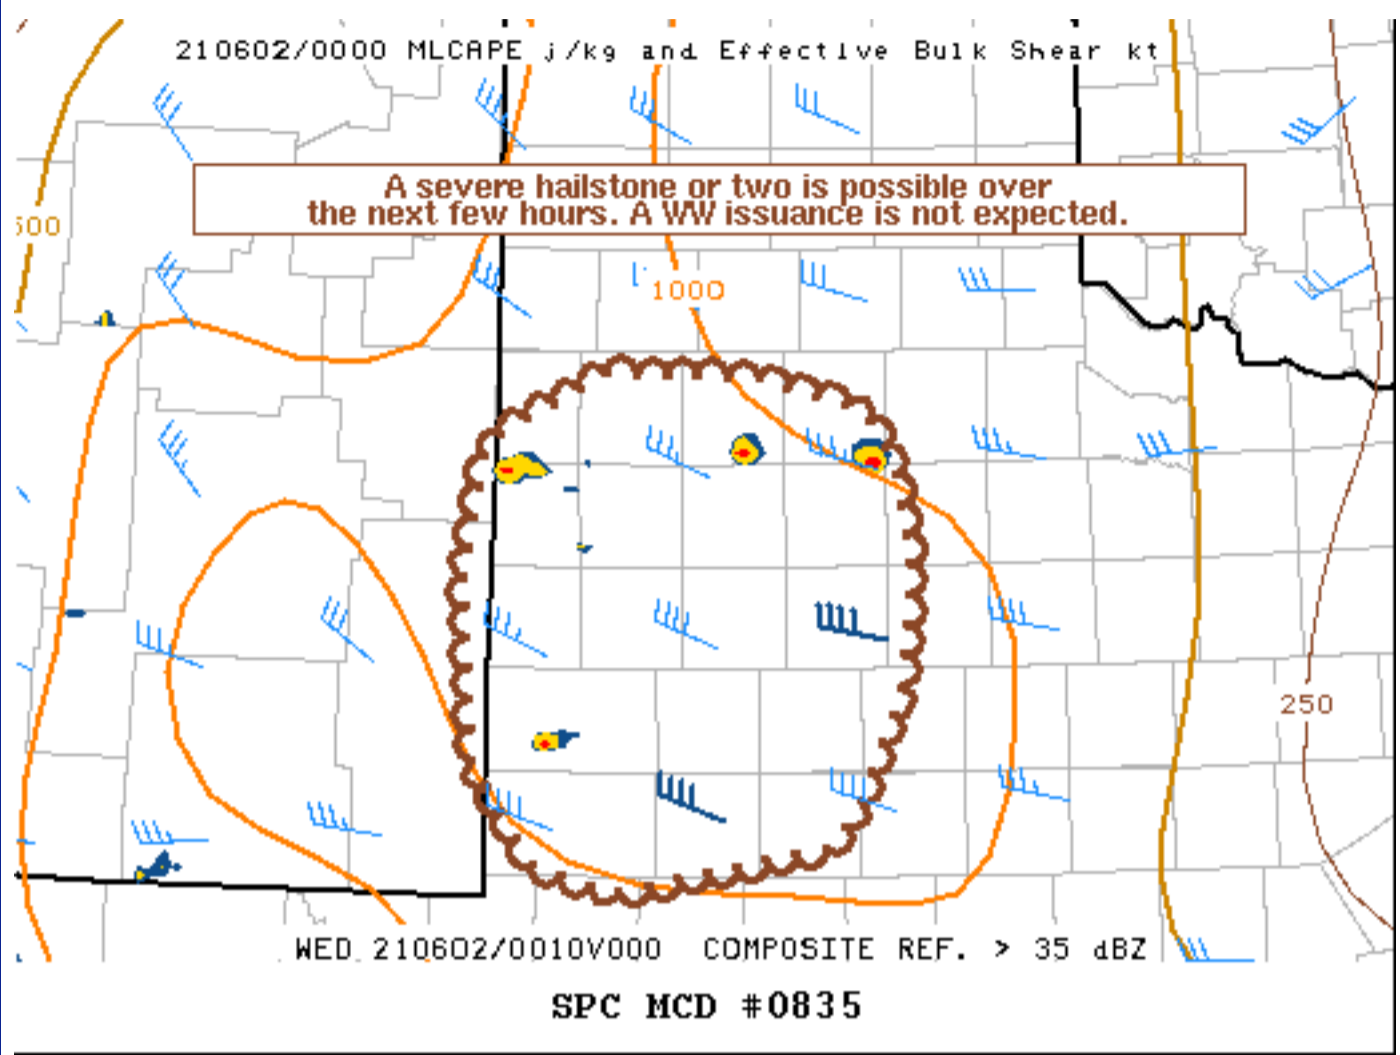 210602/0000 MLCAPE j/kg and Effective Bulk Shear kt
A severe hailstone or two is possible over
the next few hours. A WW issuance is not expected.
500
1000
250
WED 210602/0010V000 COMPOSITE REF. > 35 dBZ
SPC MCD #0835